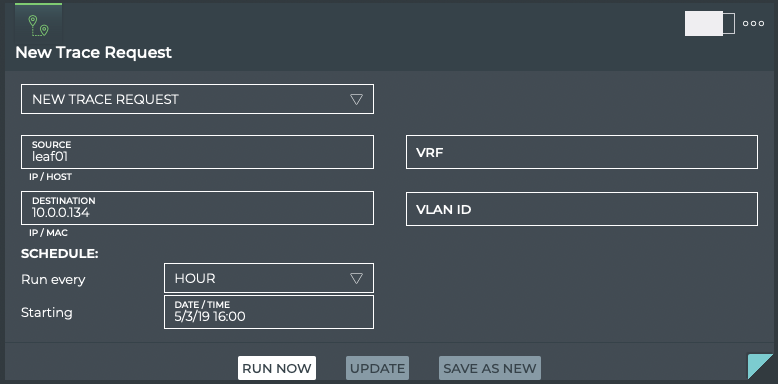 New Trace Request
NEW TRACE REQUEST
SOURCE
leaf01
IP / HOST
VRF
DESTINATION
10.0.0.134
IP / MAC
VLAN ID
SCHEDULE:
Run every
HOUR
Starting
DATE / TIME
5/3/19 16:00
RUN NOW
UPDATE
SAVE AS NEW